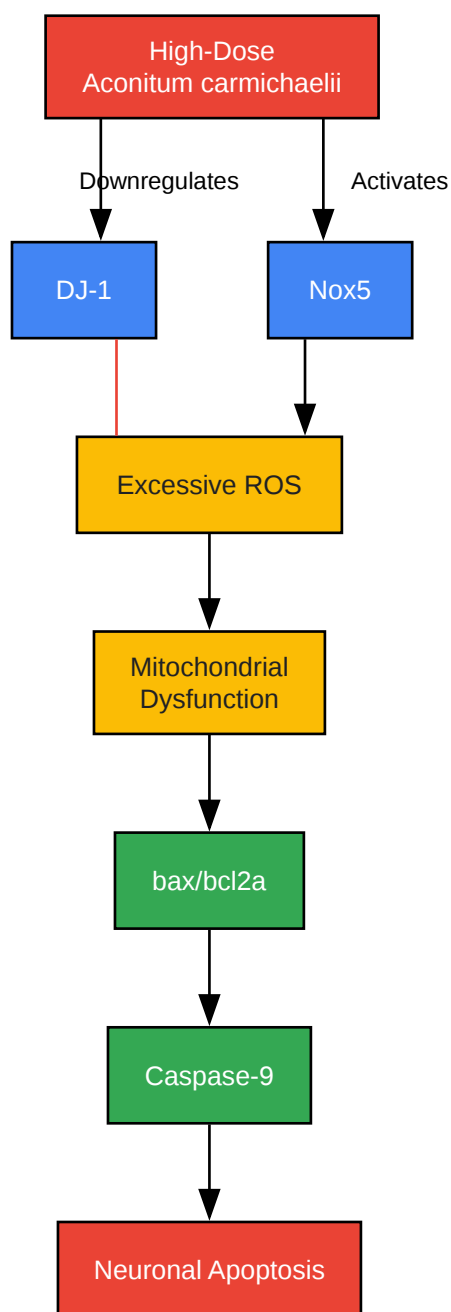 High-Dose
Aconitum carmichaelii
Downregulates
Activates
DJ-1
Nox5
Excessive ROS
Mitochondrial
Dysfunction
bax/bcl2a
Caspase-9
Neuronal Apoptosis